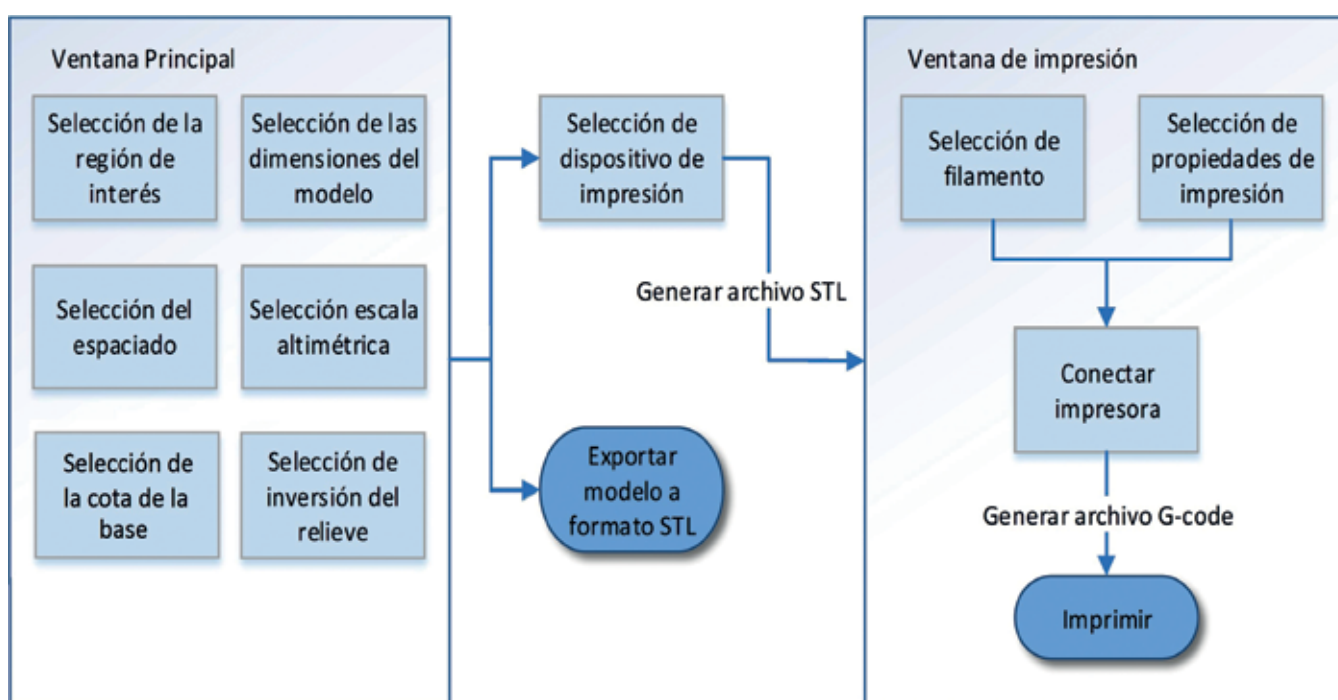 Ventana Principal
Selección de la
región de
interés
Selección de las
dimensiones del
modelo
Selección del
espaciado
Selección escala
altimétrica
Selección de
la cota de la
base
Selección de
inversión del
relieve
Selección de
dispositivo de
impresión
Generar archivo STL
Exportar
modelo a
formato STL
Ventana de impresión
Selección de
filamento
Selección de
propiedades de
impresión
Conectar
impresora
Generar archivo G-code
Imprimir